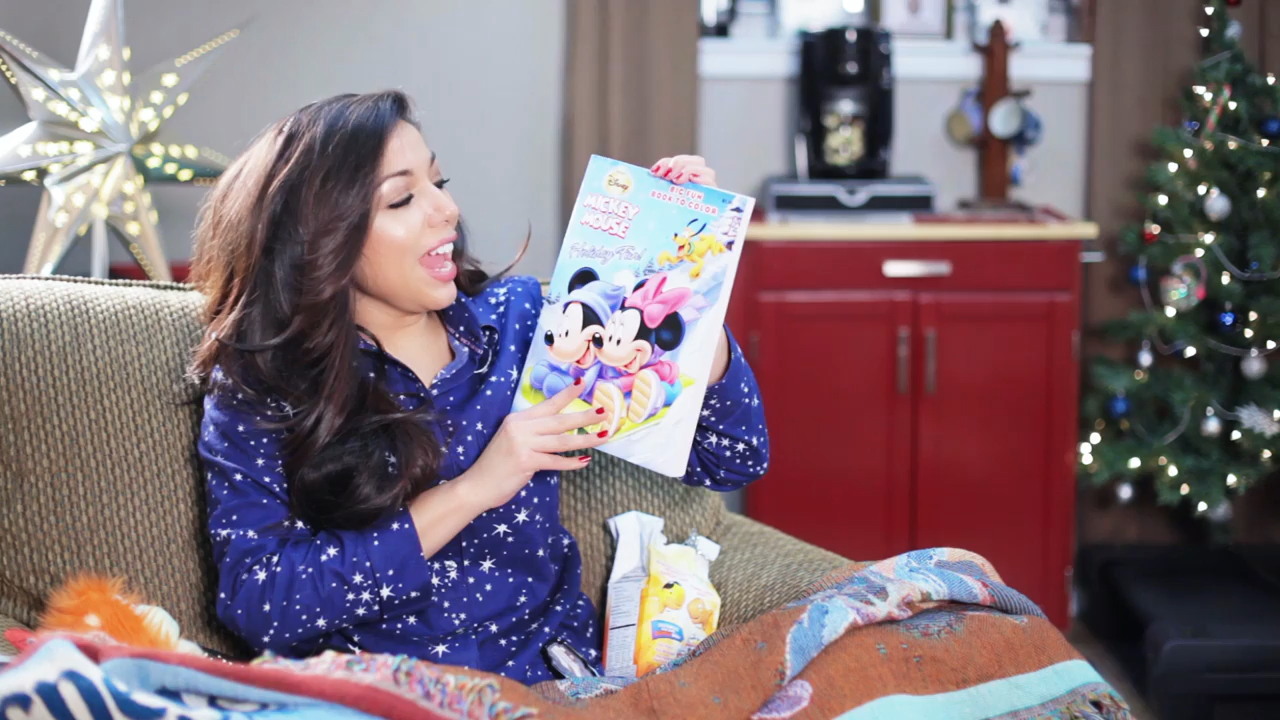 Disney
BIG FUN
BOOK TO COLOR
MICKEY
MOUSE
Holiday Fun!